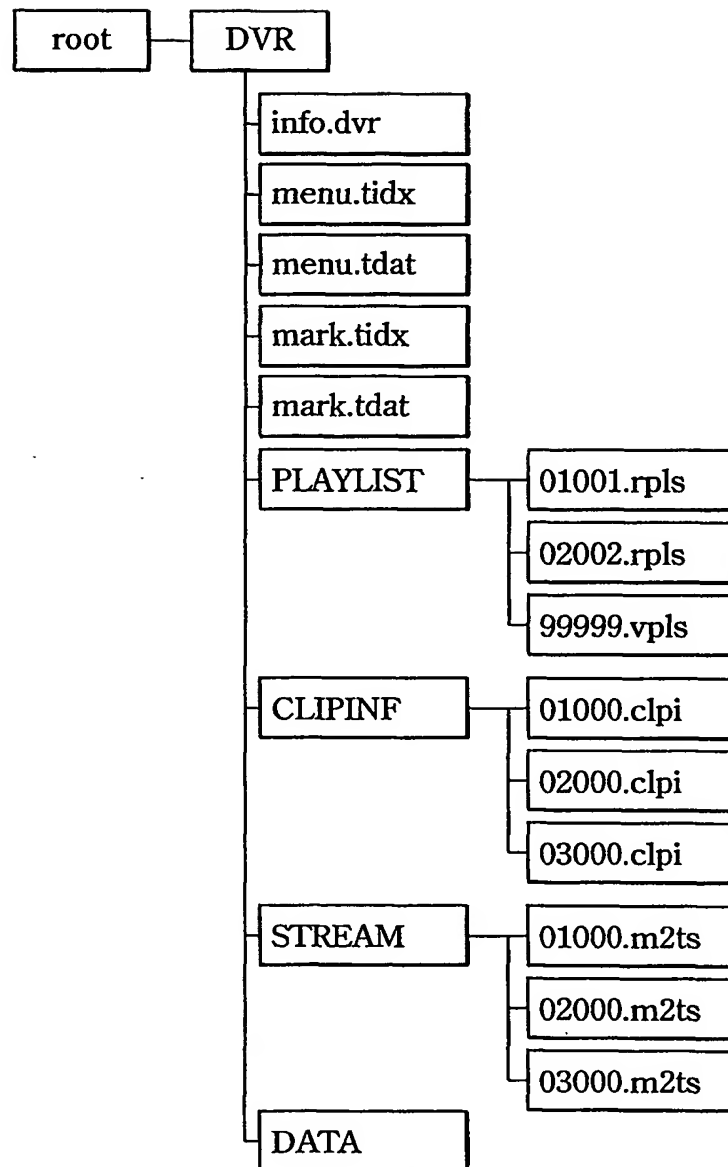 root
DVR
info.dvr
menu.tidx
menu.tdat
mark.tidx
mark.tdat
PLAYLIST
01001.rpls
02002.rpls
99999.vpls
CLIPINF
01000.clpi
02000.clpi
03000.clpi
STREAM
01000.m2ts
02000.m2ts
03000.m2ts
DATA